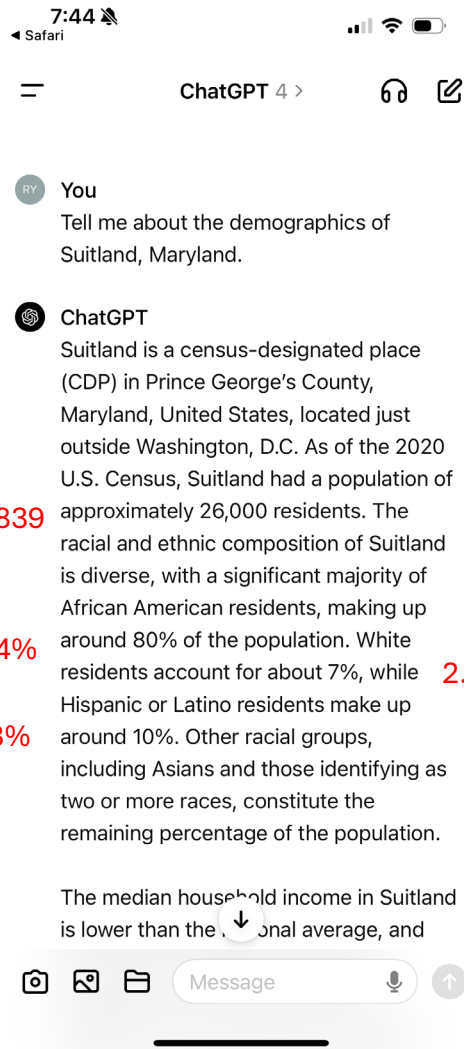 7:44
Safari
ChatGPT 4 >
RY
You
Tell me about the demographics of
Suitland, Maryland.
ChatGPT
Suitland is a census-designated place
(CDP) in Prince George's County,
Maryland, United States, located just
outside Washington, D.C. As of the 2020
U.S. Census, Suitland had a population of
839 approximately 26,000 residents. The
racial and ethnic composition of Suitland
is diverse, with a significant majority of
African American residents, making up
4% around 80% of the population. White
residents account for about 7%, while 2.
Hispanic or Latino residents make up
% around 10%. Other racial groups,
including Asians and those identifying as
two or more races, constitute the
remaining percentage of the population.
The median household income in Suitland
is lower than the average, and
Message